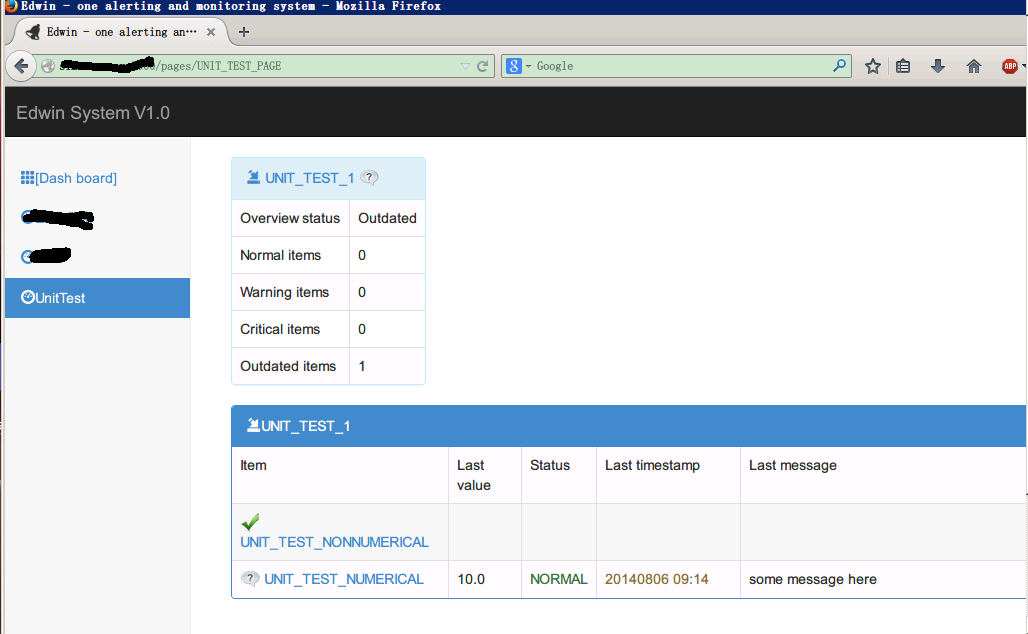 Edwin - one alerting and monitoring system - Mozilla Firefox
Edwin - one alerting an···
/pages/UNIT_TEST_PAGE
8 Google
ABP
Edwin System V1.0
[Dash board]
UnitTest
UNIT_TEST_1 ?
Overview status Outdated
Normal items 0
Warning items 0
Critical items 0
Outdated items 1
UNIT_TEST_1
Item Last value Status Last timestamp Last message
UNIT_TEST_NONNUMERICAL
? UNIT_TEST_NUMERICAL 10.0 NORMAL 20140806 09:14 some message here